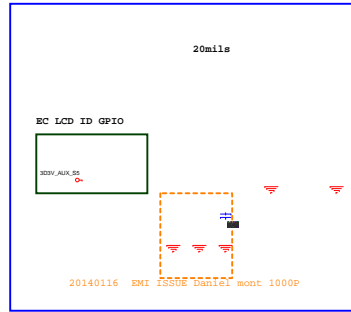 20mils
EC LCD ID GPIO
3D3V_AUX_S5
20140116 EMI ISSUE Daniel mont 1000P